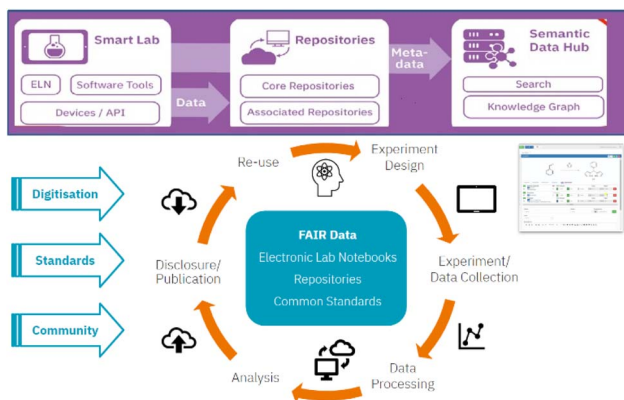 Smart Lab
ELN
Software Tools
Devices / API
Data
Repositories
Core Repositories
Associated Repositories
Meta-
data
Semantic
Data Hub
Search
Knowledge Graph
Digitisation
Standards
Community
Re-use
Experiment
Design
Experiment/
Data Collection
Data
Processing
Analysis
Disclosure/
Publication
FAIR Data
Electronic Lab Notebooks
Repositories
Common Standards